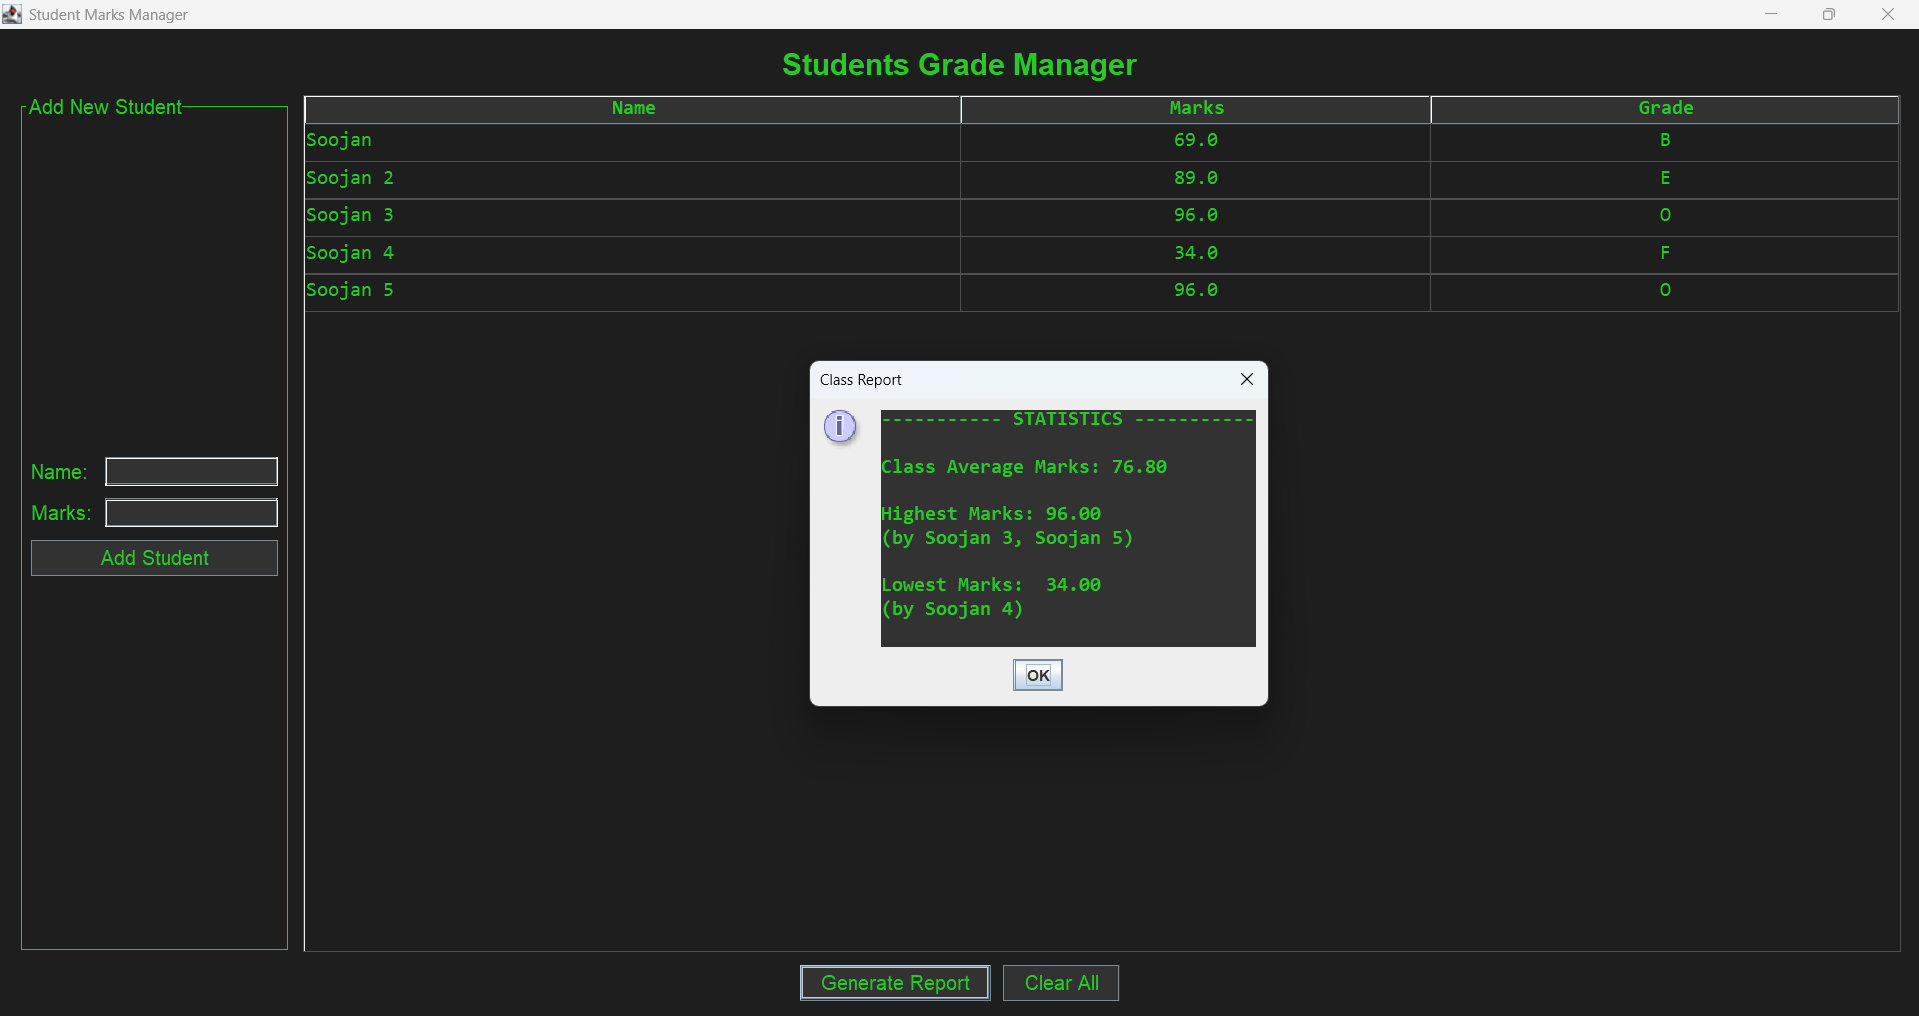 Student Marks Manager
Students Grade Manager
Add New Student
Name:
Marks:
Add Student
Name Marks Grade
Soojan 69.0 B
Soojan 2 89.0 E
Soojan 3 96.0 O
Soojan 4 34.0 F
Soojan 5 96.0 O
Class Report
i
----------- STATISTICS -----------
Class Average Marks: 76.80
Highest Marks: 96.00
(by Soojan 3, Soojan 5)
Lowest Marks:  34.00
(by Soojan 4)
OK
Generate Report
Clear All